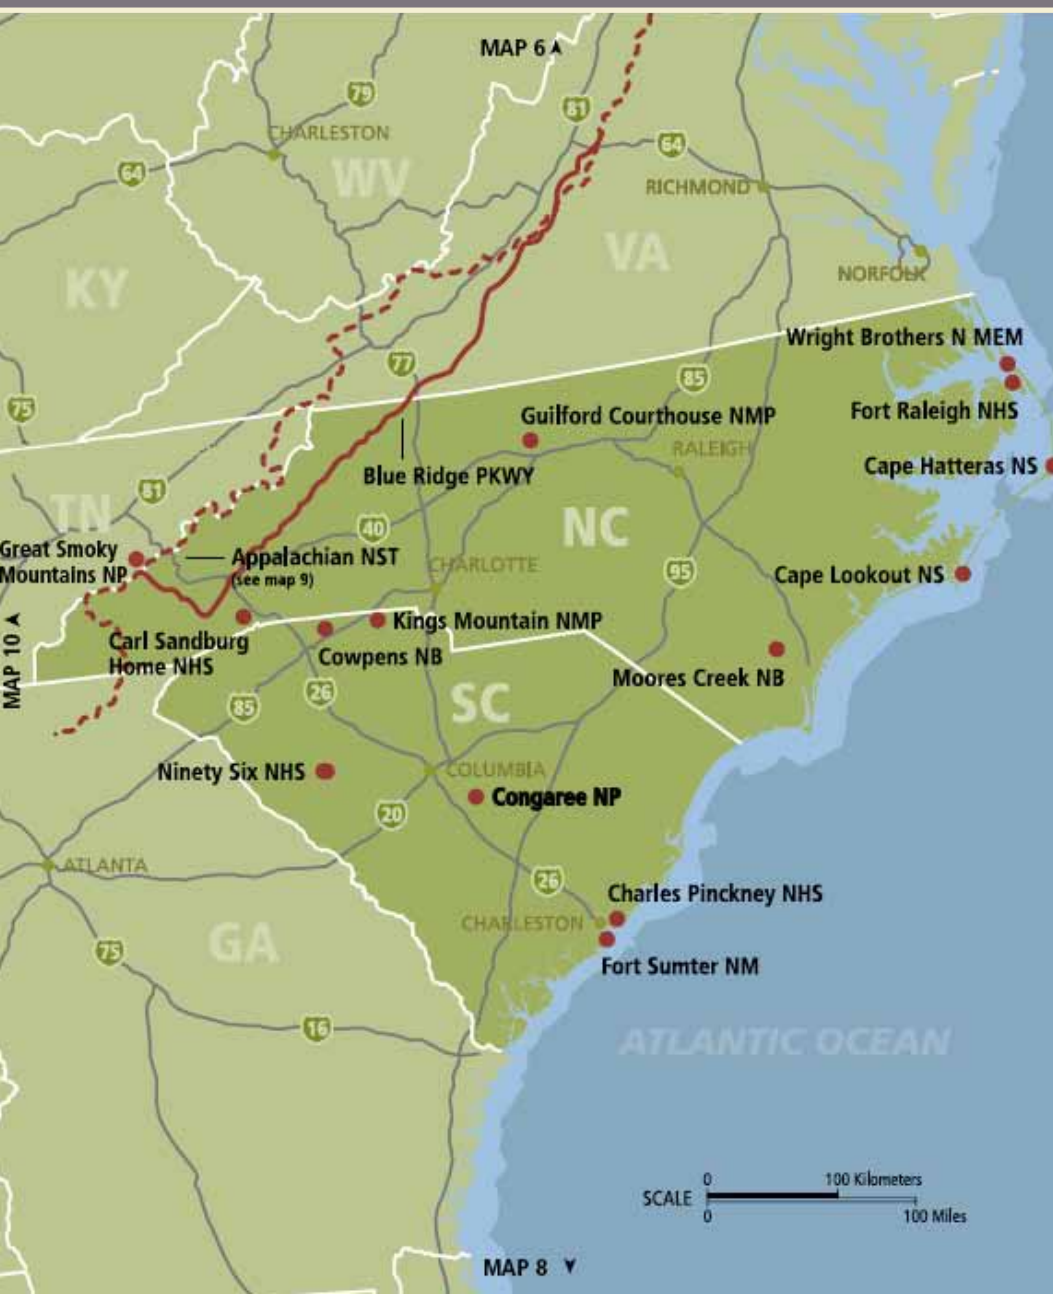 MAP 6
79
81
CHARLESTON
64
64
WV
RICHMOND
VA
KY
NORFOLK
Wright Brothers N MEM
77
85
75
Guilford Courthouse NMP
Fort Raleigh NHS
RALEIGH
Cape Hatteras NS
Blue Ridge PKWY
81
TN
40
NC
Great Smoky
Mountains NP
Appalachian NST
(see map 9)
CHARLOTTE
95
Cape Lookout NS
MAP 10
Carl Sandburg
Home NHS
Kings Mountain NMP
Cowpens NB
Moores Creek NB
85
26
SC
Ninety Six NHS
COLUMBIA
Congaree NP
20
ATLANTA
26
Charles Pinckney NHS
CHARLESTON
GA
75
Fort Sumter NM
16
ATLANTIC OCEAN
0 100 Kilometers
SCALE
0 100 Miles
MAP 8